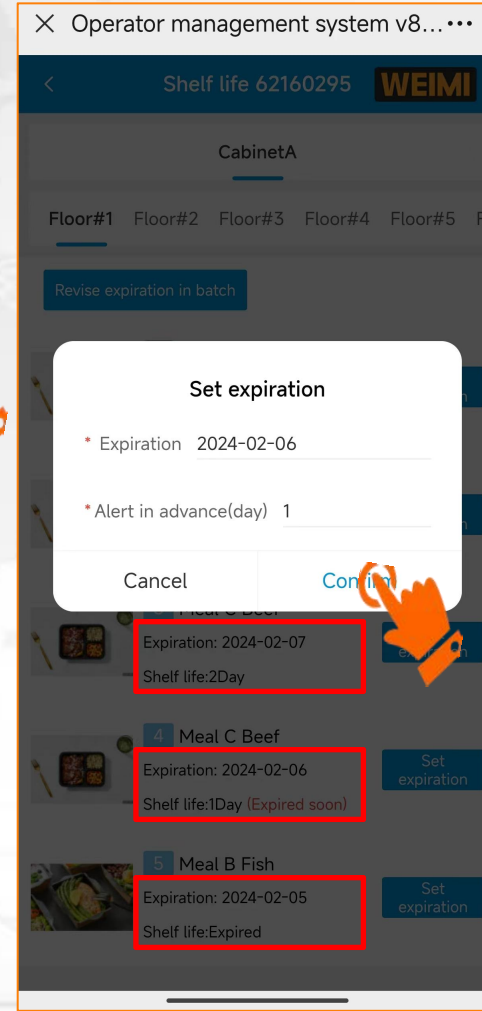 Operator management system v8...
Shelf life 62160295
WEIMI
CabinetA
Floor#1 Floor#2 Floor#3 Floor#4 Floor#5 F
Revise expiration in batch
Set expiration
* Expiration 2024-02-06
* Alert in advance(day) 1
Cancel
Confirm
Meal C Beef
Expiration: 2024-02-07
Shelf life:2Day
expiration
4 Meal C Beef
Expiration: 2024-02-06
Shelf life:1Day (Expired soon)
Set
expiration
5 Meal B Fish
Expiration: 2024-02-05
Shelf life:Expired
Set
expiration